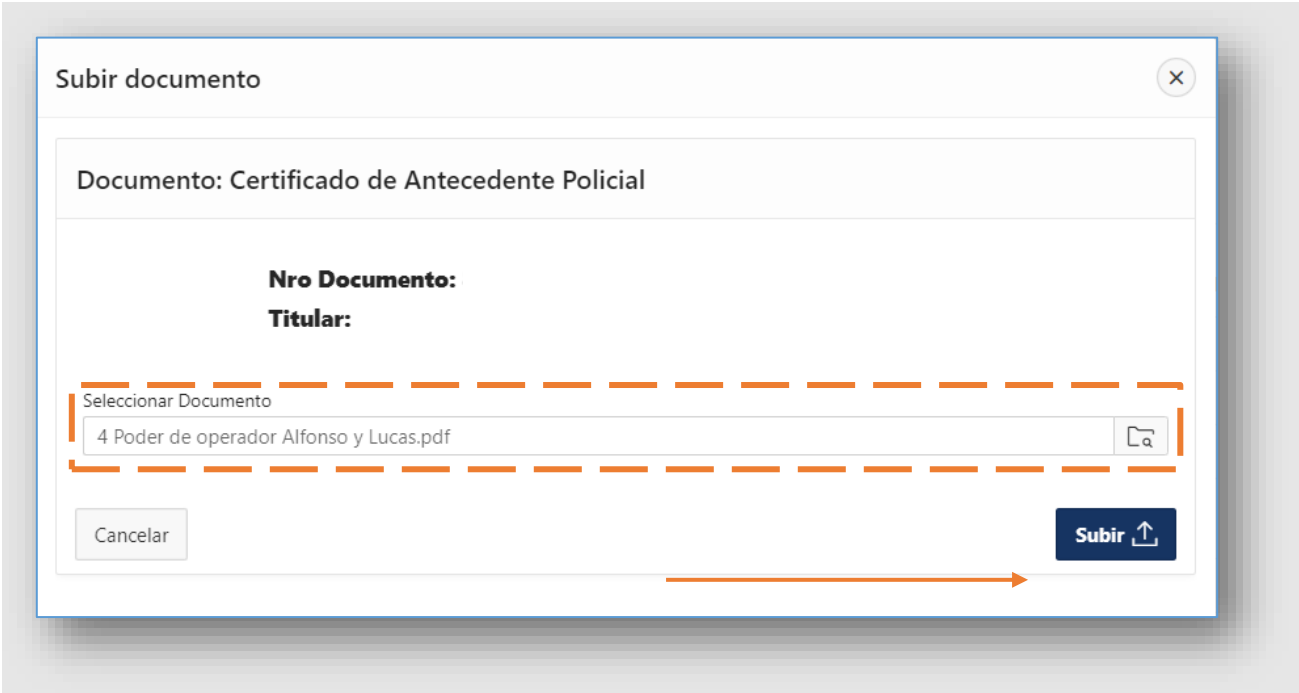 Subir documento
Documento: Certificado de Antecedente Policial
Nro Documento:
Titular:
Seleccionar Documento
4 Poder de operador Alfonso y Lucas.pdf
Cancelar
Subir